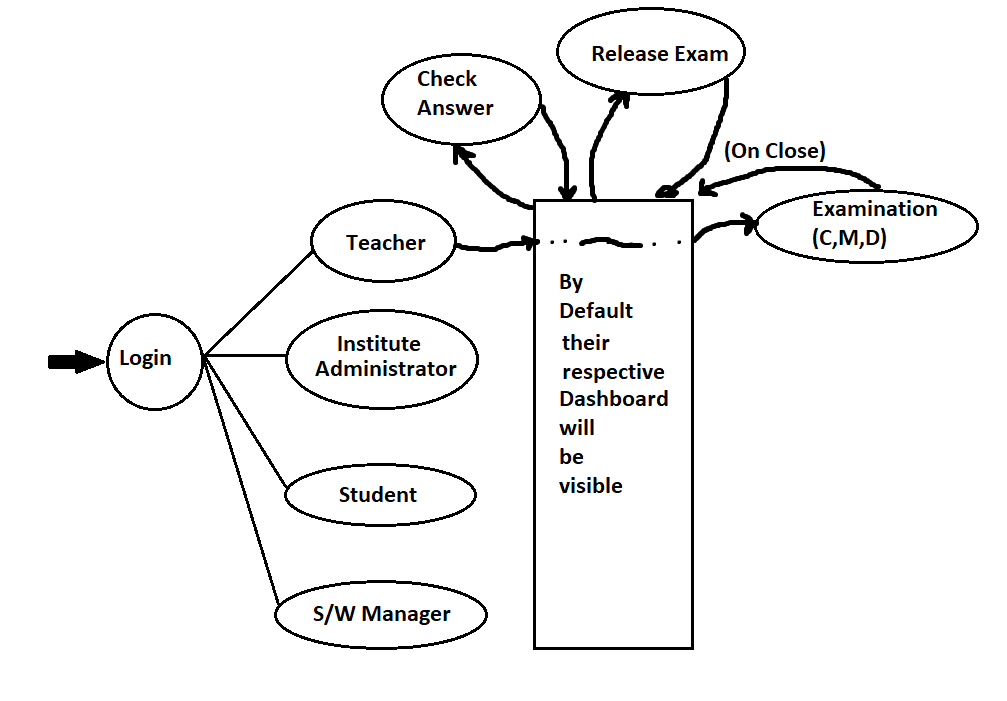 Release Exam
Check
Answer
(On Close)
Examination
(C,M,D)
Teacher
By
Default
their
respective
Dashboard
will
be
visible
Login
Institute
Administrator
Student
S/W Manager